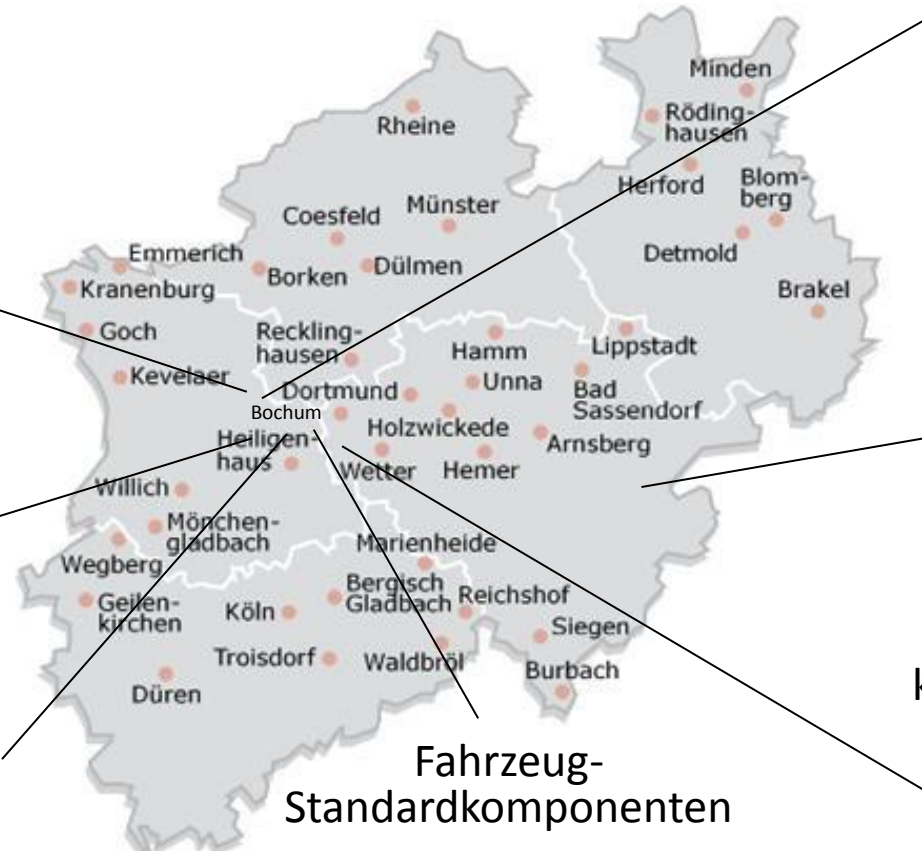 Minden
Röding-
hausen
Rheine
Herford
Blom-
berg
Coesfeld
Münster
Detmold
Emmerich
Borken
Dülmen
Kranenburg
Brakel
Goch
Reckling-
hausen
Hamm
Lippstadt
Kevelaer
Dortmund
Unna
Bad
Sassendorf
Bochum
Holzwickede
Arnsberg
Heiligen-
haus
Wetter
Hemer
Willich
Mönchen-
gladbach
Marienheide
Wegberg
Bergisch
Gladbach
Reichshof
Geilen-
kirchen
Köln
Siegen
Troisdorf
Waldbröl
Burbach
Düren
Fahrzeug-
Standardkomponenten